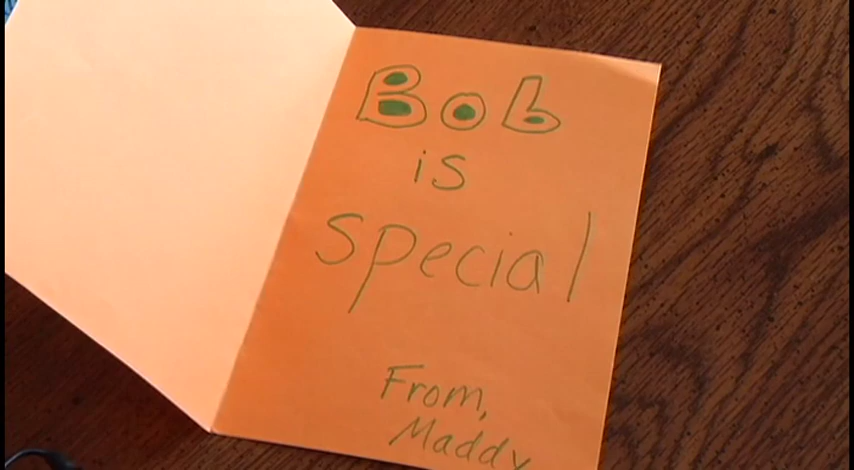 Bob
is
special
From,
Maddy